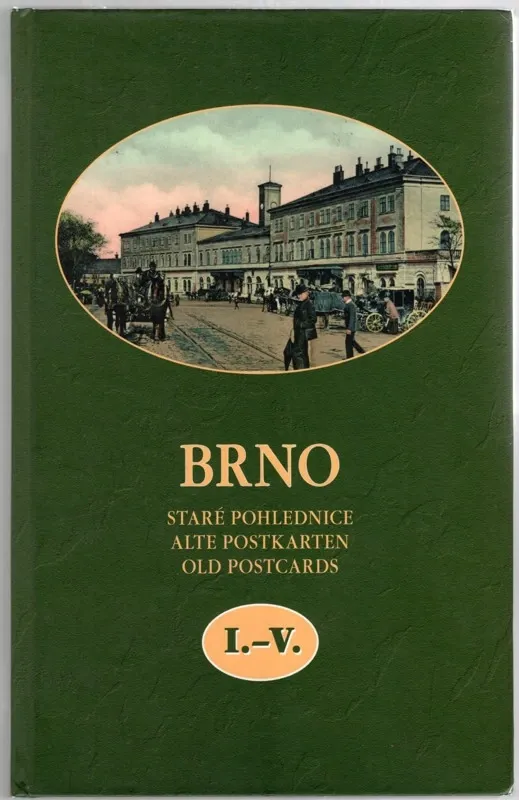 BRNO
STARÉ POHLEDNICE
ALTE POSTKARTEN
OLD POSTCARDS
I.–V.